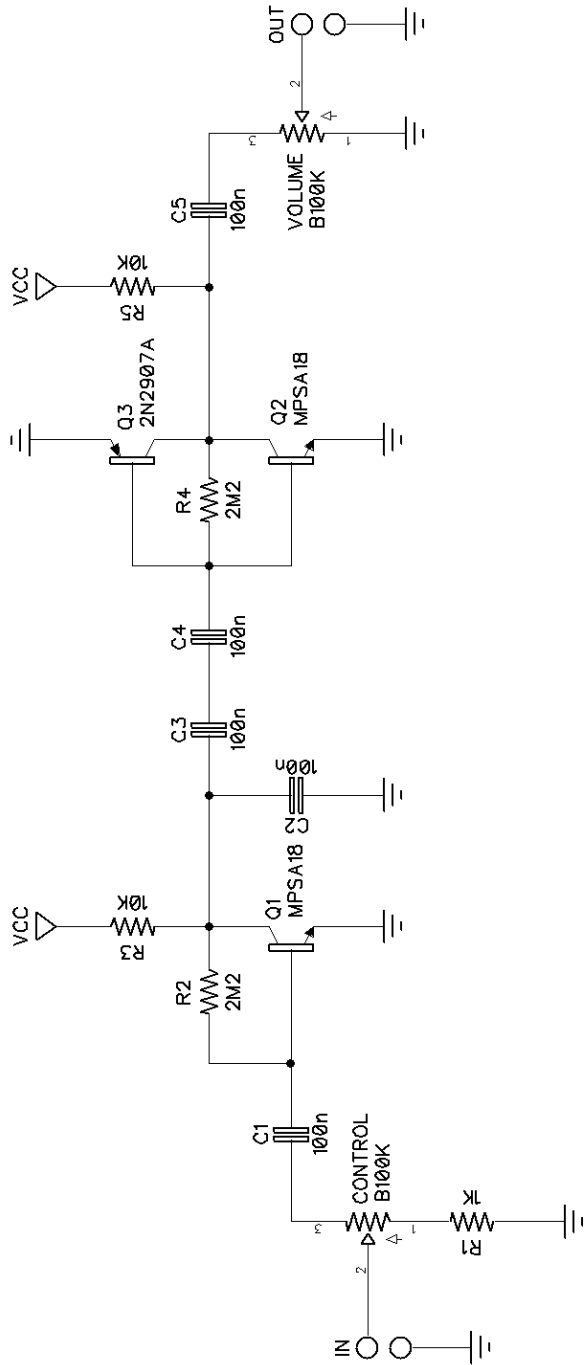 IN
2
3
1
CONTROL
B100K
R1
1K
C1
100n
R2
2M2
VCC
R3
10K
Q1
MPSA18
C2
100n
C3
100n
C4
100n
R4
2M2
Q3
2N2907A
Q2
MPSA18
VCC
R5
10K
C5
100n
3
1
VOLUME
B100K
2
OUT